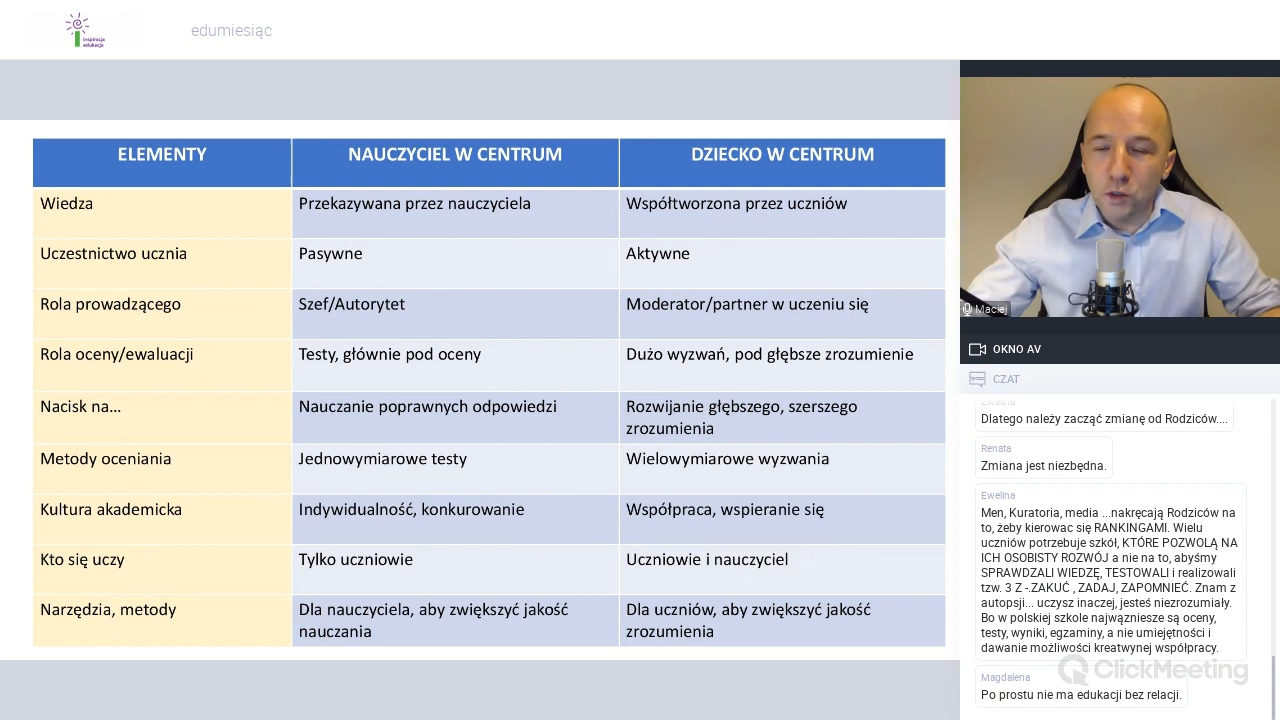 inspiracja
edukacja
edumiesiąc
ELEMENTY NAUCZYCIEL W CENTRUM DZIECKO W CENTRUM
Wiedza Przekazywana przez nauczyciela Współtworzona przez uczniów
Uczestnictwo ucznia Pasywne Aktywne
Rola prowadzącego Szef/Autorytet Moderator/partner w uczeniu się
Rola oceny/ewaluacji Testy, głównie pod oceny Dużo wyzwań, pod głębsze zrozumienie
Nacisk na... Nauczanie poprawnych odpowiedzi Rozwijanie głębszego, szerszego
zrozumienia
Metody oceniania Jednowymiarowe testy Wielowymiarowe wyzwania
Kultura akademicka Indywidualność, konkurowanie Współpraca, wspieranie się
Kto się uczy Tylko uczniowie Uczniowie i nauczyciel
Narzędzia, metody Dla nauczyciela, aby zwiększyć jakość Dla uczniów, aby zwiększyć jakość
nauczania zrozumienia
Maciej
OKNO AV
CZAT
Ewelina
Dlatego należy zacząć zmianę od Rodziców....
Renata
Zmiana jest niezbędna.
Ewelina
Men, Kuratoria, media ...nakręcają Rodziców na
to, żeby kierowac się RANKINGAMI. Wielu
uczniów potrzebuje szkół, KTÓRE POZWOLĄ NA
ICH OSOBISTY ROZWÓJ a nie na to, abyśmy
SPRAWDZALI WIEDZĘ, TESTOWALI i realizowali
tzw. 3 Z -.ZAKUĆ , ZADAJ, ZAPOMNIEĆ. Znam z
autopsji... uczysz inaczej, jesteś niezrozumiały.
Bo w polskiej szkole najwązniesze są oceny,
testy, wyniki, egzaminy, a nie umiejętności i
dawanie możliwości kreatwynej współpracy.
ClickMeeting
Magdalena
Po prostu nie ma edukacji bez relacji.